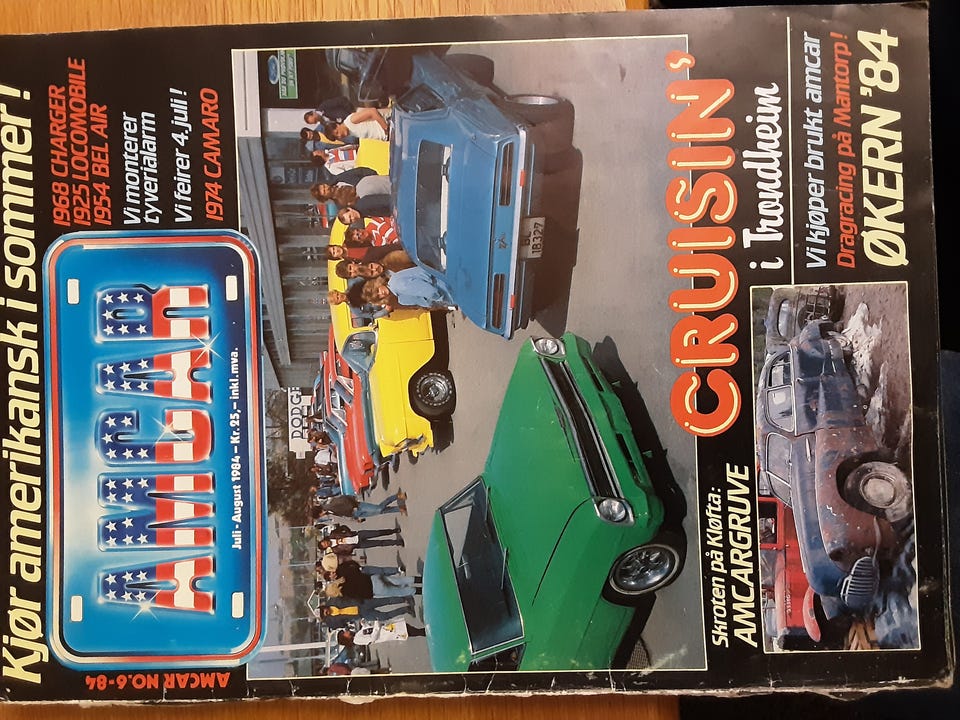 Kjør amerikansk i sommer!
AMCAR
Juli - August 1984 – Kr. 25,– inkl. mva.
AMCAR NO.6-84
1968 CHARGER
1925 LOCOMOBILE
1954 BEL AIR
Vi monterer
tyverialarm
Vi feirer 4. juli!
1974 CAMARO
DODGE
BL
18327
CRUISIN'
i Trondheim
Skroten på Kløfta:
AMCARGRUVE
Vi Kjøper brukt amcar
Dragracing på Mantorp!
ØKERN '84